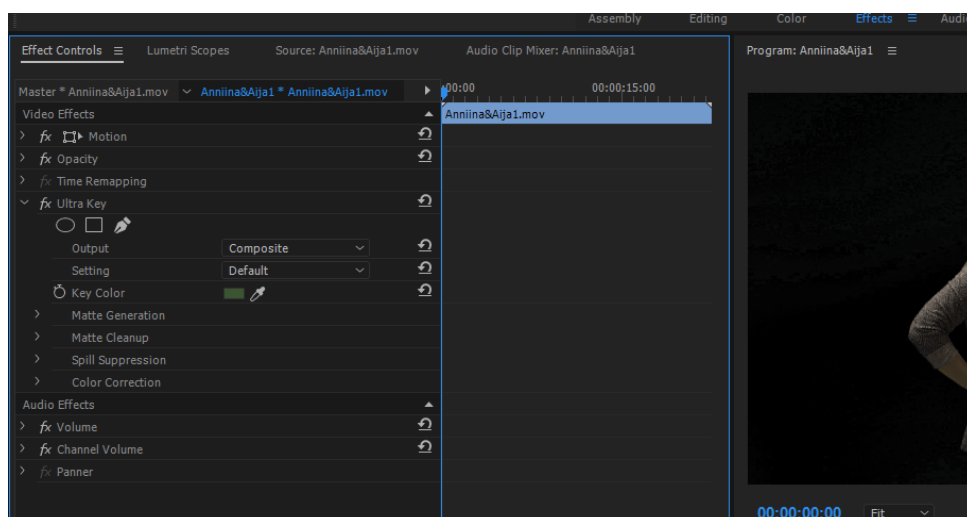 Assembly Editing Color Effects Audi
Effect Controls Lumetri Scopes Source: Anniina&Aija1.mov Audio Clip Mixer: Anniina&Aija1 Program: Anniina&Aija1
Master * Anniina&Aija1.mov Anniina&Aija1 * Anniina&Aija1.mov :00:00 00:00:15:00
Video Effects Anniina&Aija1.mov
fx Motion
fx Opacity
fx Time Remapping
fx Ultra Key
Output Composite
Setting Default
Key Color
Matte Generation
Matte Cleanup
Spill Suppression
Color Correction
Audio Effects
fx Volume
fx Channel Volume
fx Panner
00:00:00:00 Fit